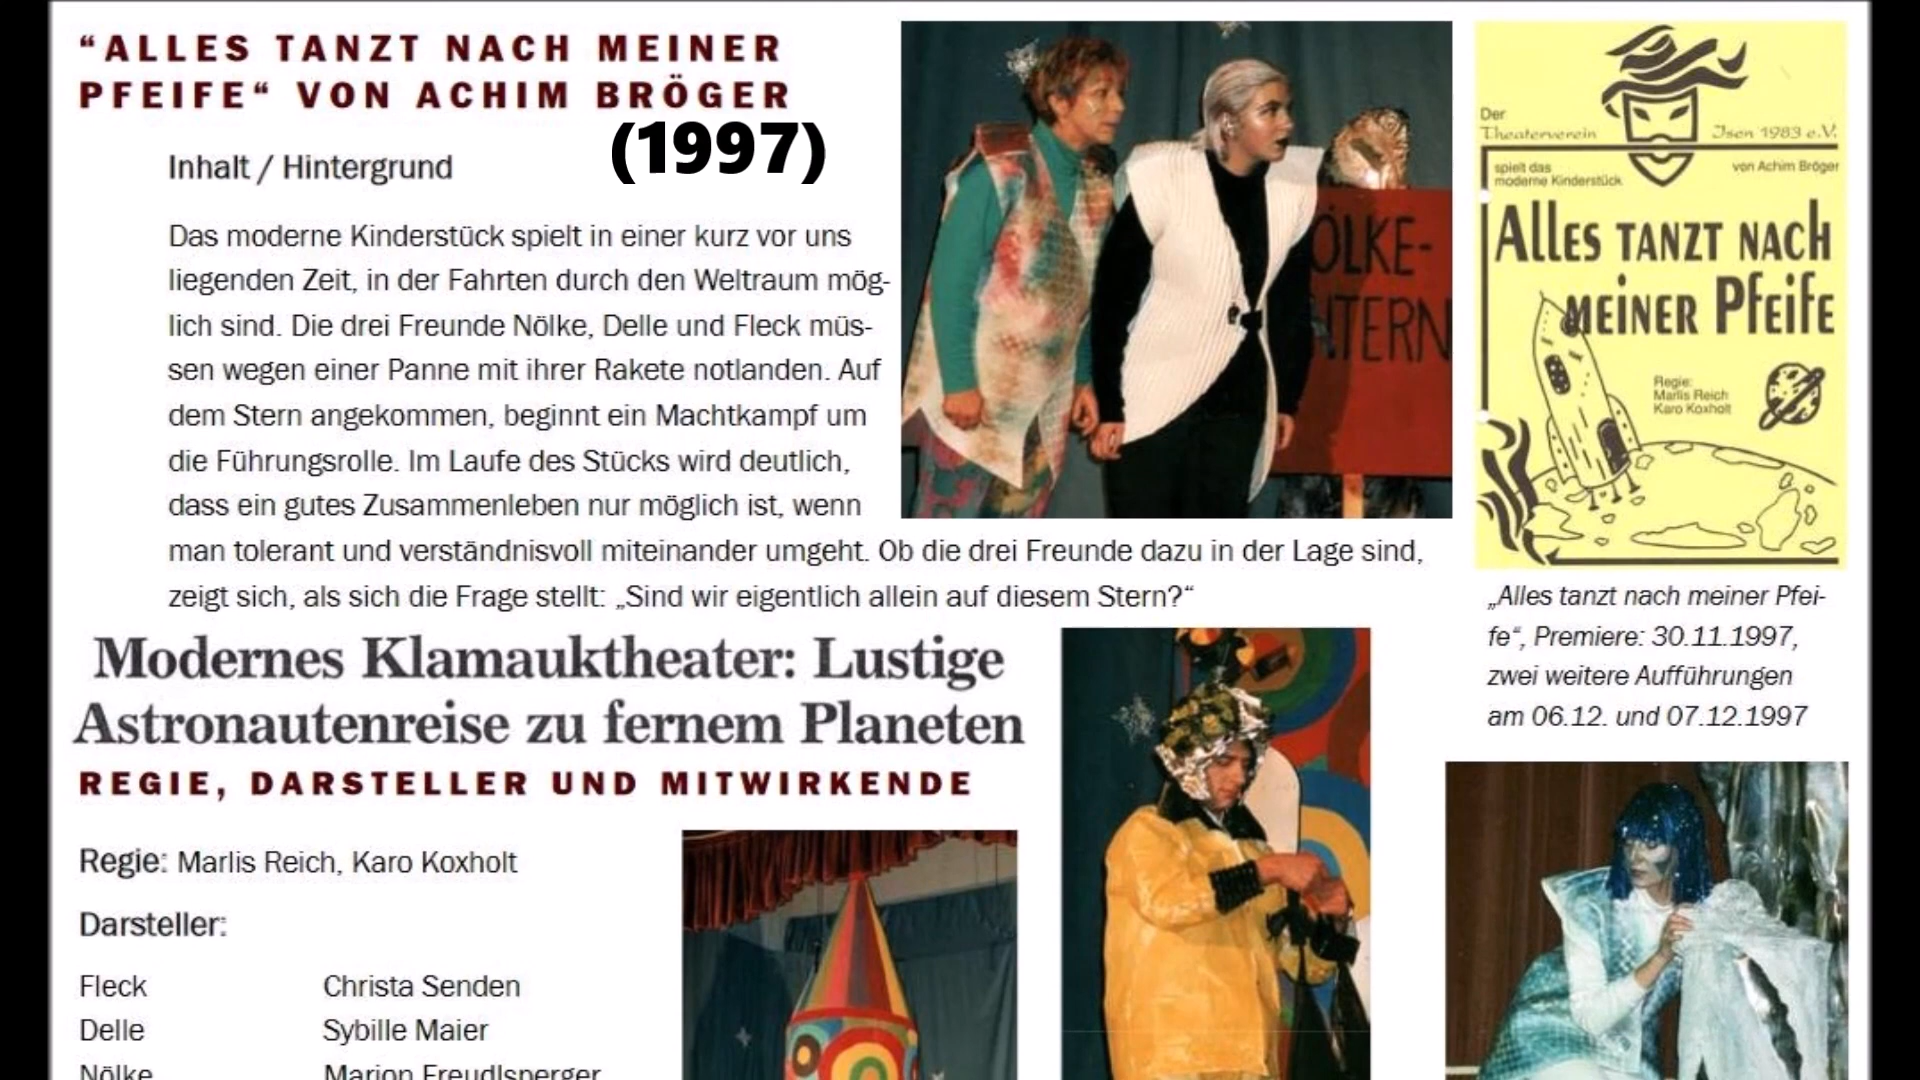 “ALLES TANZT NACH MEINER
PFEIFE“ VON ACHIM BRÖGER
(1997)
Inhalt / Hintergrund
Das moderne Kinderstück spielt in einer kurz vor uns
liegenden Zeit, in der Fahrten durch den Weltraum mög-
lich sind. Die drei Freunde Nölke, Delle und Fleck müs-
sen wegen einer Panne mit ihrer Rakete notlanden. Auf
dem Stern angekommen, beginnt ein Machtkampf um
die Führungsrolle. Im Laufe des Stücks wird deutlich,
dass ein gutes Zusammenleben nur möglich ist, wenn
man tolerant und verständnisvoll miteinander umgeht. Ob die drei Freunde dazu in der Lage sind,
zeigt sich, als sich die Frage stellt: „Sind wir eigentlich allein auf diesem Stern?“
ÖLKE-
TERN
Der
Theaterverein Isen 1983 e.V.
spielt das
moderne Kinderstück
von Achim Bröger
Alles tanzt nach
meiner Pfeife
Regie:
Marlis Reich
Karo Koxholt
„Alles tanzt nach meiner Pfei-
fe“, Premiere: 30.11.1997,
zwei weitere Aufführungen
am 06.12. und 07.12.1997
Modernes Klamauktheater: Lustige
Astronautenreise zu fernem Planeten
REGIE, DARSTELLER UND MITWIRKENDE
Regie: Marlis Reich, Karo Koxholt
Darsteller:
Fleck Christa Senden
Delle Sybille Maier
Nölke Marion Freudlsperger